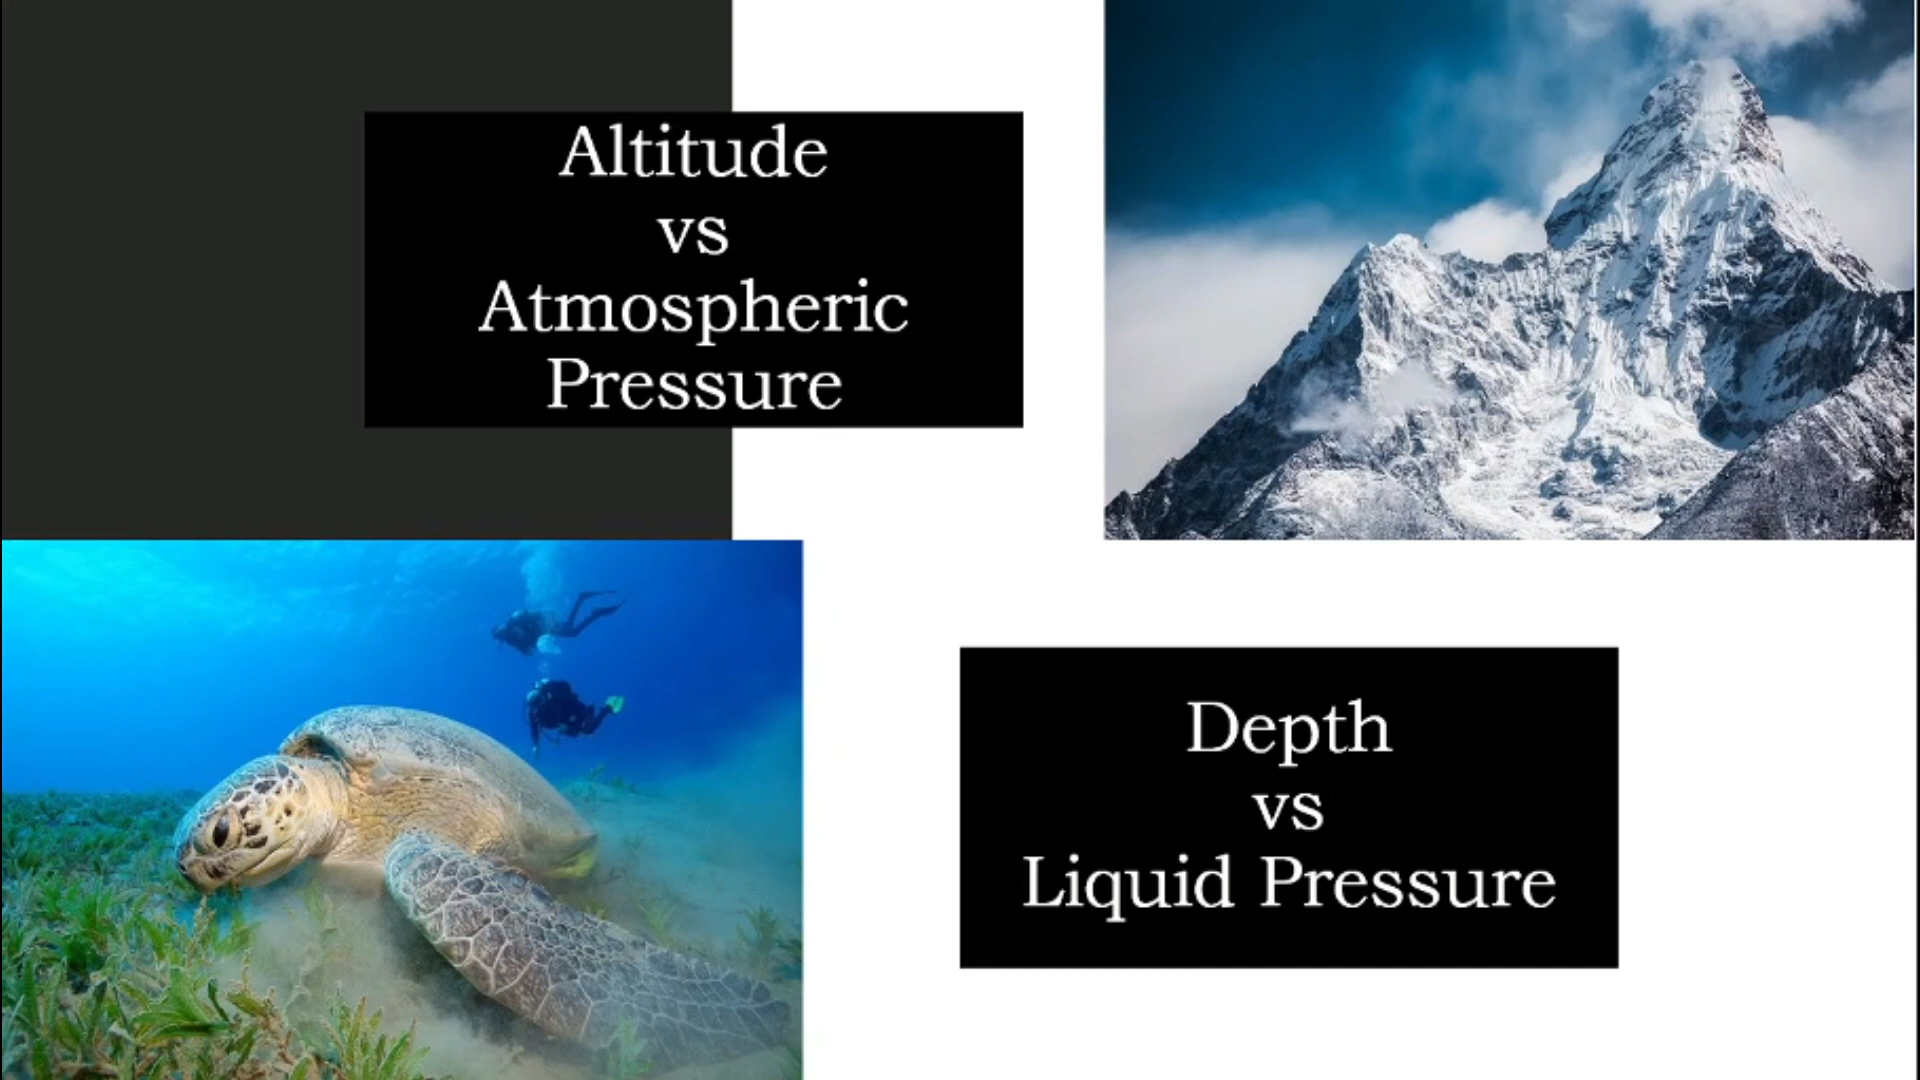 Altitude
vs
Atmospheric
Pressure
Depth
vs
Liquid Pressure